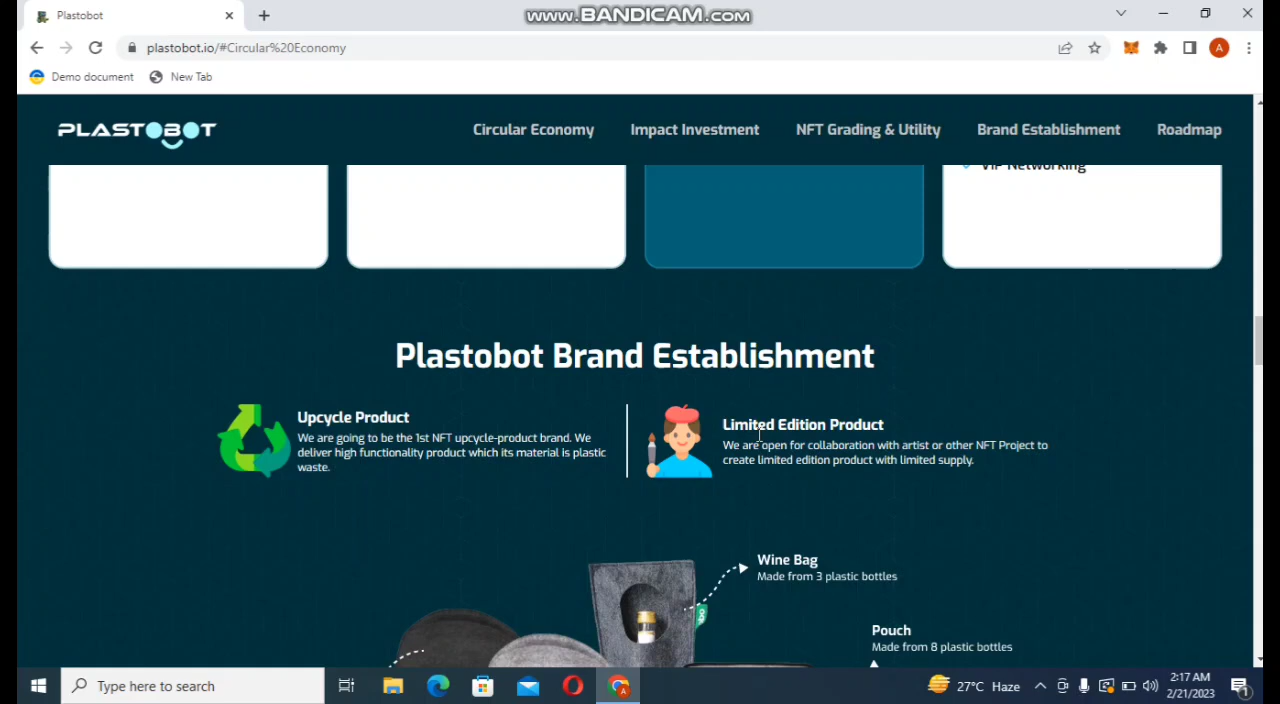 Plastobot
www.BANDICAM.com
plastobot.io/#Circular%20Economy
A
Demo document
New Tab
PLASTOBOT
Circular Economy
Impact Investment
NFT Grading & Utility
Brand Establishment
Roadmap
VIP Networking
Plastobot Brand Establishment
Upcycle Product
We are going to be the 1st NFT upcycle-product brand. We
deliver high functionality product which its material is plastic
waste.
Limited Edition Product
We are open for collaboration with artist or other NFT Project to
create limited edition product with limited supply.
Wine Bag
Made from 3 plastic bottles
Pouch
Made from 8 plastic bottles
Type here to search
A
27°C Haze
2:17 AM
2/21/2023
1